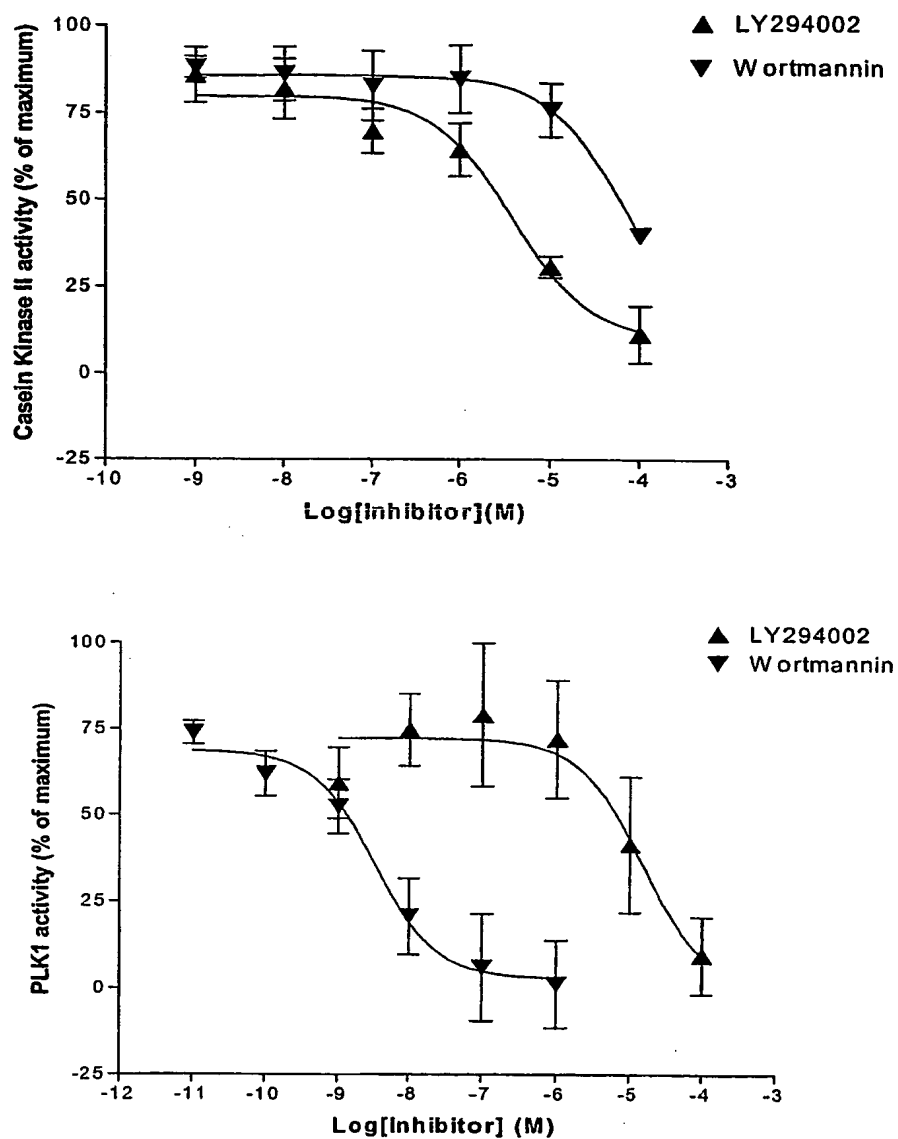 LY294002
Wortmannin
Casein Kinase II activity (% of maximum)
100
75
50
25
0
-25
-10 -9 -8 -7 -6 -5 -4 -3
Log[Inhibitor](M)
LY294002
Wortmannin
PLK1 activity (% of maximum)
100
75
50
25
0
-25
-12 -11 -10 -9 -8 -7 -6 -5 -4 -3
Log[Inhibitor] (M)